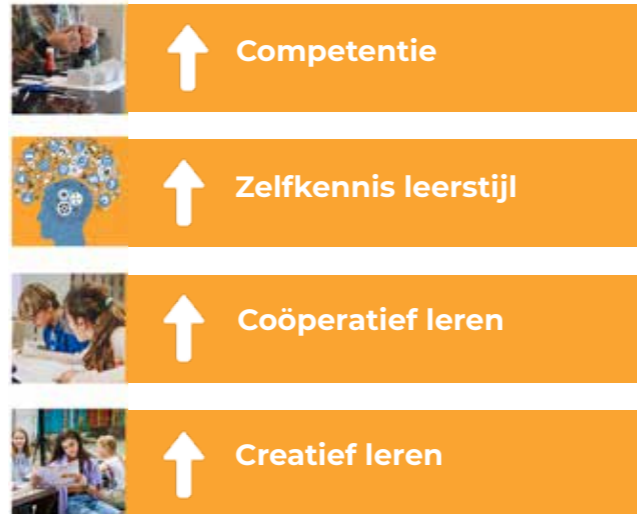 Competentie
Zelfkennis leerstijl
Coöperatief leren
Creatief leren